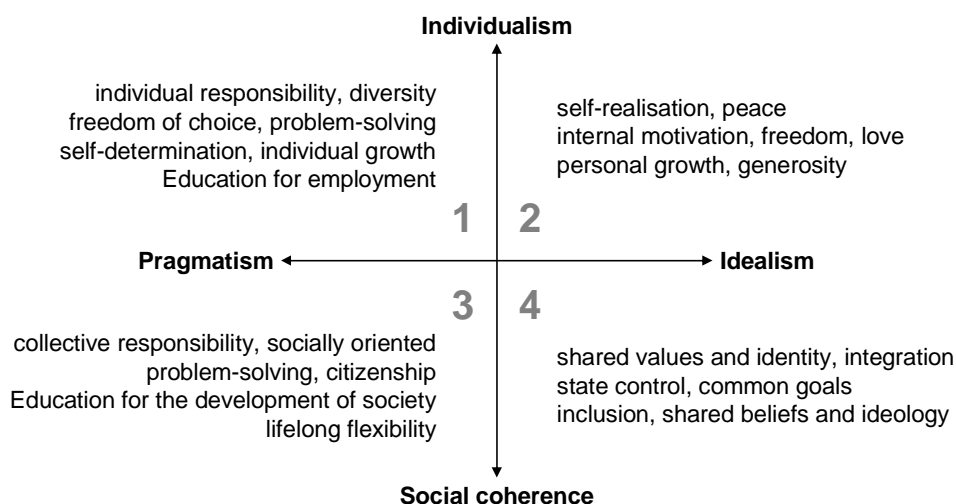 Individualism
individual responsibility, diversity
freedom of choice, problem-solving
self-determination, individual growth
Education for employment
self-realisation, peace
internal motivation, freedom, love
personal growth, generosity
1 2
Pragmatism
Idealism
3 4
collective responsibility, socially oriented
problem-solving, citizenship
Education for the development of society
lifelong flexibility
shared values and identity, integration
state control, common goals
inclusion, shared beliefs and ideology
Social coherence